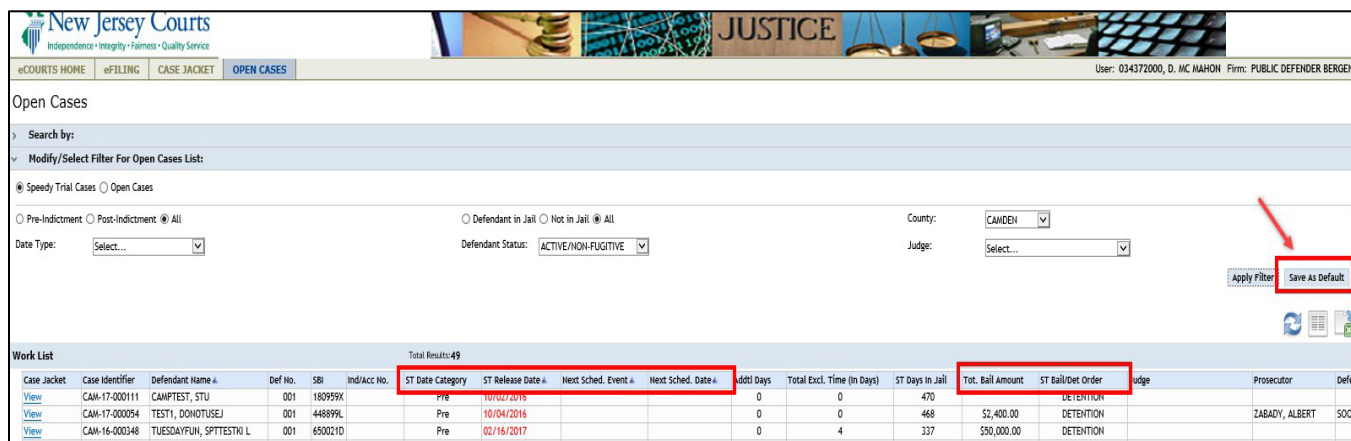 New Jersey Courts
Independence • Integrity • Fairness • Quality Service
JUSTICE
eCOURTS HOME eFILING CASE JACKET OPEN CASES User: 034372000, D. MC MAHON Firm: PUBLIC DEFENDER BERGEN
Open Cases
Search by:
Modify/Select Filter For Open Cases List:
Speedy Trial Cases Open Cases
Pre-Indictment Post-Indictment All Defendant in Jail Not in Jail All County: CAMDEN
Date Type: Select... Defendant Status: ACTIVE/NON-FUGITIVE Judge: Select...
Apply Filter Save As Default
Work List Total Results:49
Case Jacket Case Identifier Defendant Name Def No. SBI Ind/Acc No. ST Date Category ST Release Date Next Sched. Event Next Sched. Date Addtl Days Total Excl. Time (In Days) ST Days In Jail Tot. Bail Amount ST Bail/Det Order Prosecutor
View CAM-17-000111 CAMPTEST, STU 001 180959X Pre 10/02/2016 0 0 470 DETENTION
View CAM-17-000054 TEST1, DONOTUSEJ 001 448899L Pre 10/04/2016 0 0 468 $2,400.00 DETENTION ZABADY, ALBERT
View CAM-16-000348 TUESDAYFUN, SPTTESTKI L 001 650021D Pre 02/16/2017 0 4 337 $50,000.00 DETENTION